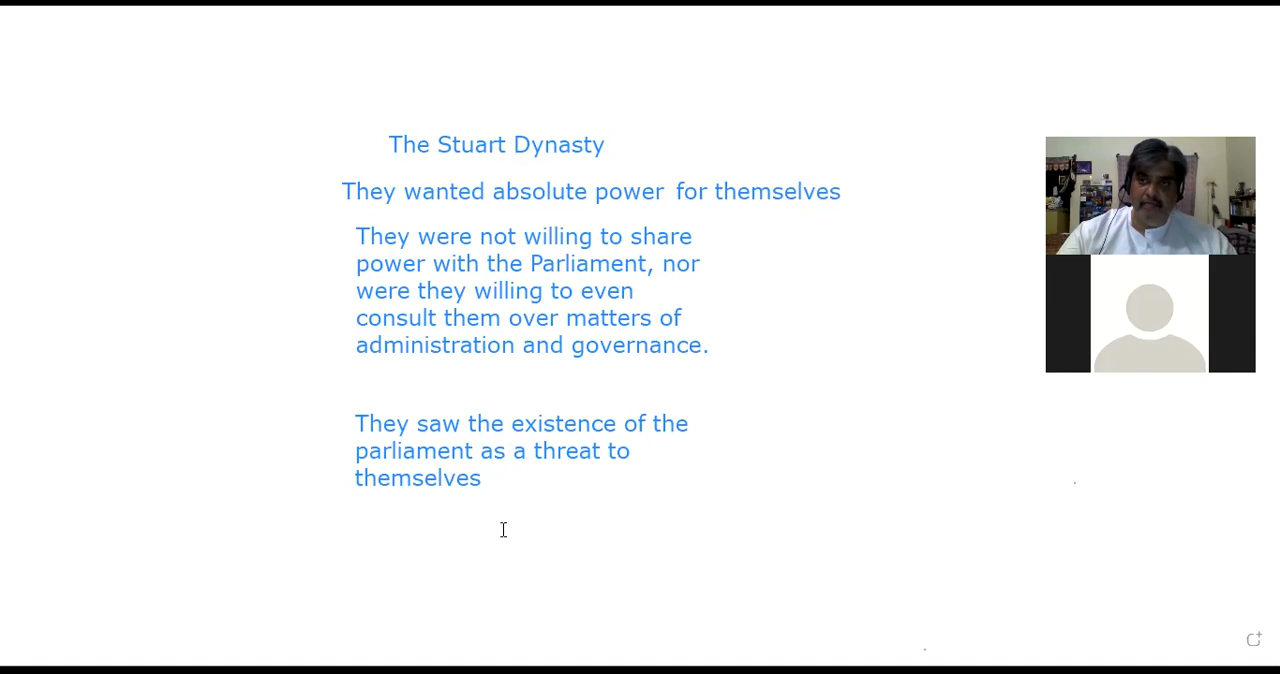 The Stuart Dynasty
They wanted absolute power for themselves
They were not willing to share
power with the Parliament, nor
were they willing to even
consult them over matters of
administration and governance.
They saw the existence of the
parliament as a threat to
themselves